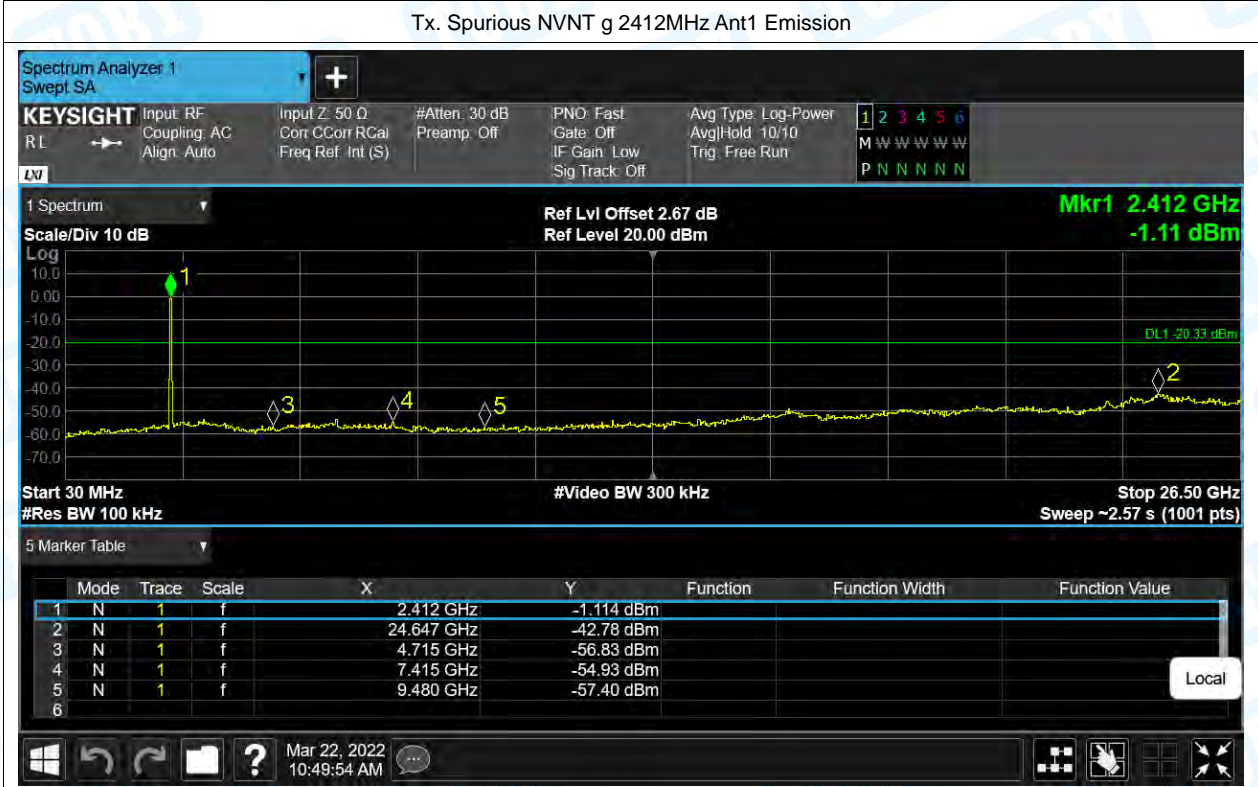 Tx. Spurious NVNT g 2412MHz Ant1 Emission
Spectrum Analyzer 1
Swept SA
+
KEYSIGHT
RL
LXI
Input: RF
Coupling: AC
Align: Auto
Input Z: 50 Ω
Corr CCorr RCal
Freq Ref: Int (S)
#Atten: 30 dB
Preamp: Off
PNO: Fast
Gate: Off
IF Gain: Low
Sig Track: Off
Avg Type: Log-Power
Avg|Hold: 10/10
Trig: Free Run
1 2 3 4 5 6
M W W W W W
P N N N N N
1 Spectrum
Scale/Div 10 dB
Log
Ref Lvl Offset 2.67 dB
Ref Level 20.00 dBm
Mkr1 2.412 GHz
-1.11 dBm
10.0
0.00
-10.0
-20.0
-30.0
-40.0
-50.0
-60.0
-70.0
1
DL1 -20.33 dBm
2
3
4
5
Start 30 MHz
#Res BW 100 kHz
#Video BW 300 kHz
Stop 26.50 GHz
Sweep ~2.57 s (1001 pts)
5 Marker Table
Mode Trace Scale X Y Function Function Width Function Value
1 N 1 f 2.412 GHz -1.114 dBm
2 N 1 f 24.647 GHz -42.78 dBm
3 N 1 f 4.715 GHz -56.83 dBm
4 N 1 f 7.415 GHz -54.93 dBm
5 N 1 f 9.480 GHz -57.40 dBm
6
Local
?
Mar 22, 2022
10:49:54 AM